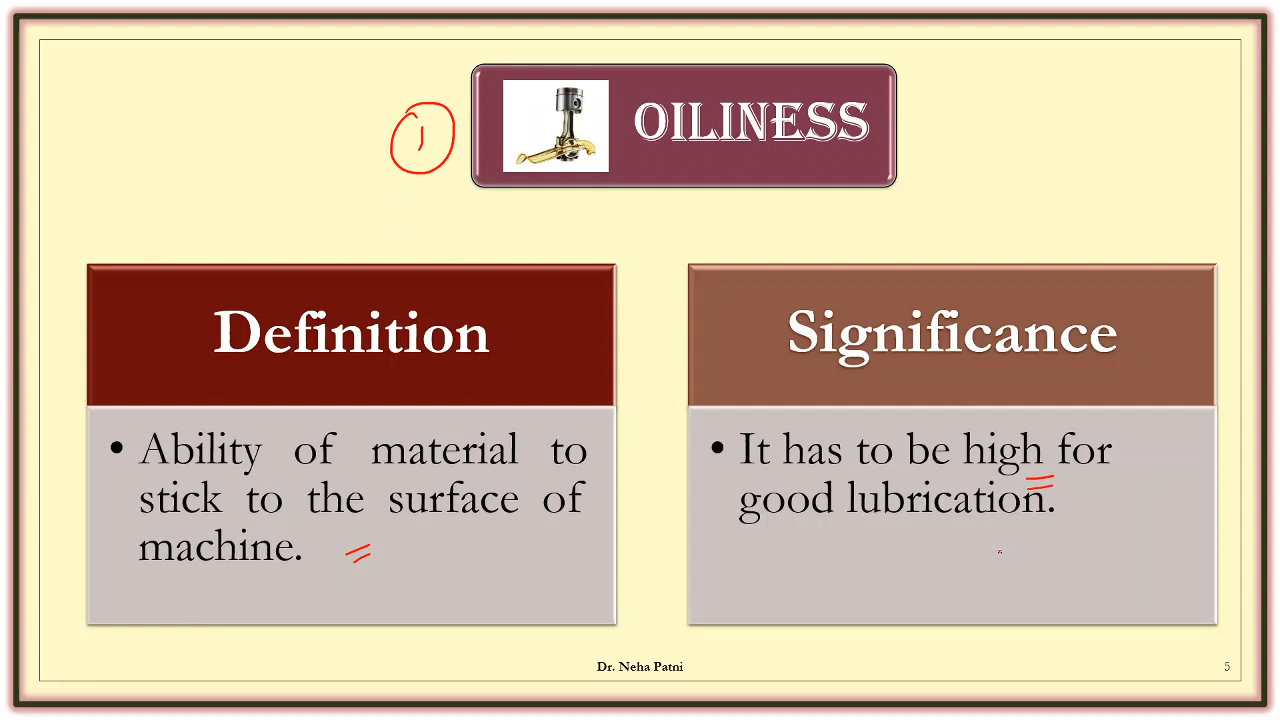 1
OILINESS
Definition
• Ability of material to
stick to the surface of
machine.
Significance
• It has to be high for
good lubrication.
Dr. Neha Patni
5